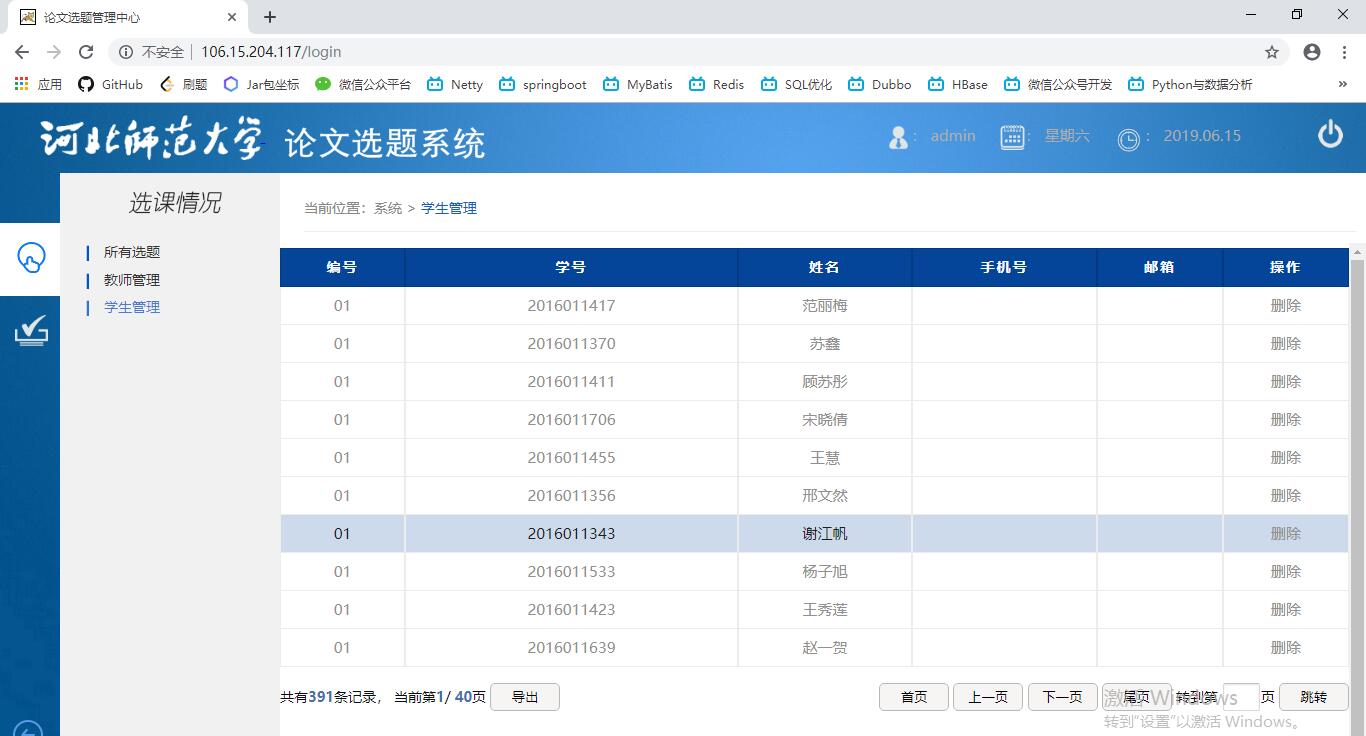 论文选题管理中心
不安全 106.15.204.117/login
应用 GitHub 刷题 Jar包坐标 微信公众平台 Netty springboot MyBatis Redis SQL优化 Dubbo HBase 微信公众号开发 Python与数据分析 »
河北师范大学 论文选题系统 : admin : 星期六 : 2019.06.15
选课情况
所有选题
教师管理
学生管理
当前位置：系统 > 学生管理
编号 学号 姓名 手机号 邮箱 操作
01 2016011417 范丽梅 删除
01 2016011370 苏鑫 删除
01 2016011411 顾苏彤 删除
01 2016011706 宋晓倩 删除
01 2016011455 王慧 删除
01 2016011356 邢文然 删除
01 2016011343 谢江帆 删除
01 2016011533 杨子旭 删除
01 2016011423 王秀莲 删除
01 2016011639 赵一贺 删除
共有391条记录， 当前第1/ 40页 导出 首页 上一页 下一页 尾页 转到第 页 跳转
激活 Windows
转到"设置"以激活 Windows。